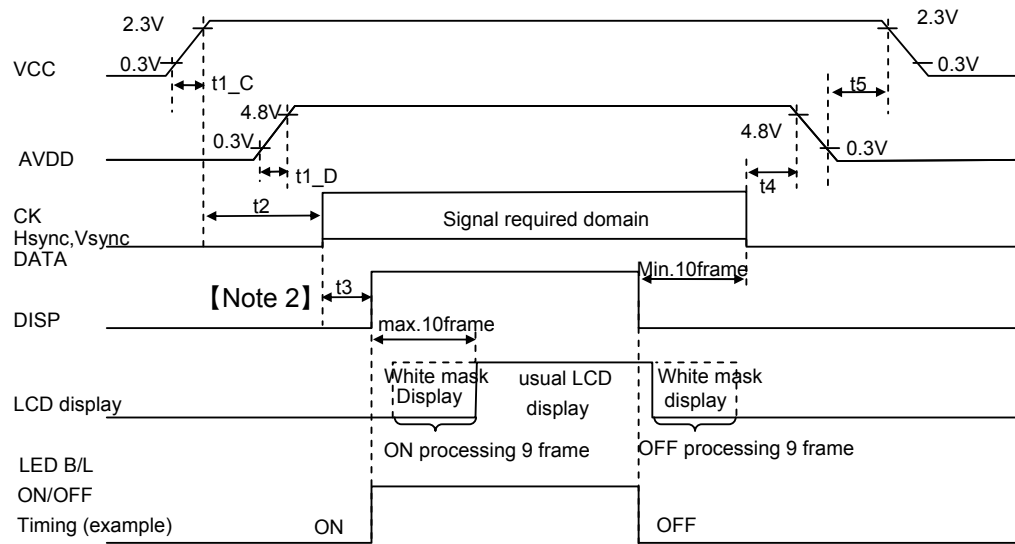 2.3V
2.3V
VCC
0.3V
0.3V
t1_C
t5
4.8V
4.8V
0.3V
0.3V
AVDD
t1_D
t4
t2
CK
Hsync,Vsync
DATA
Signal required domain
【Note 2】
t3
Min.10frame
DISP
max.10frame
White mask
Display
usual LCD
display
White mask
display
LCD display
ON processing 9 frame
OFF processing 9 frame
LED B/L
ON/OFF
Timing (example)
ON
OFF